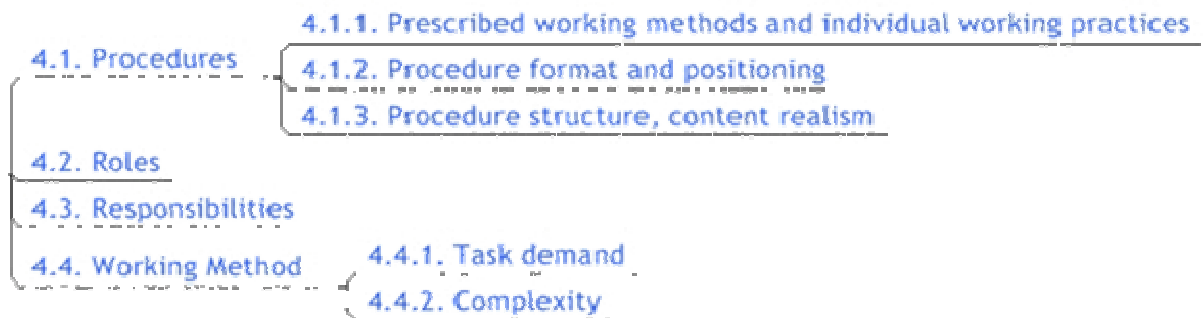 4.1.1. Prescribed working methods and individual working practices
4.1. Procedures
4.1.2. Procedure format and positioning
4.1.3. Procedure structure, content realism
4.2. Roles
4.3. Responsibilities
4.4. Working Method
4.4.1. Task demand
4.4.2. Complexity